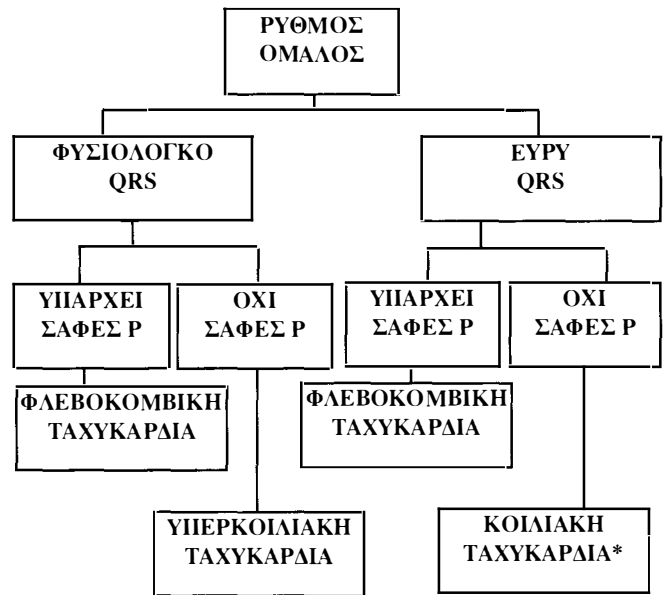 ΡΥΘΜΟΣ
ΟΜΑΛΟΣ
ΦΥΣΙΟΛΟΓΚΟ
QRS
ΕΥΡΥ
QRS
ΥΠΑΡΧΕΙ
ΣΑΦΕΣ Ρ
ΟΧΙ
ΣΑΦΕΣ Ρ
ΥΠΑΡΧΕΙ
ΣΑΦΕΣ Ρ
ΟΧΙ
ΣΑΦΕΣ Ρ
ΦΛΕΒΟΚΟΜΒΙΚΗ
ΤΑΧΥΚΑΡΔΙΑ
ΦΛΕΒΟΚΟΜΒΙΚΗ
ΤΑΧΥΚΑΡΔΙΑ
ΥΠΕΡΚΟΙΛΙΑΚΗ
ΤΑΧΥΚΑΡΔΙΑ
ΚΟΙΛΙΑΚΗ
ΤΑΧΥΚΑΡΔΙΑ*